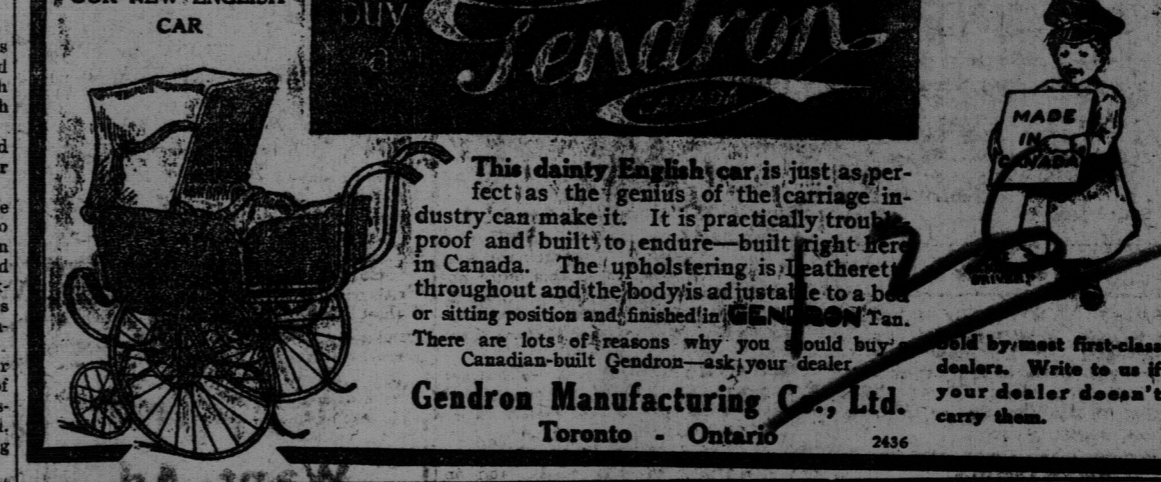 OUR NEW ENGLISH
CAR
BUY
a
Gendron
CANADA
MADE
IN
CANADA
This dainty English car is just as per-
fect as the genius of the carriage in-
dustry can make it. It is practically trouble
proof and built to endure—built right here
in Canada. The upholstering is Leatherette
throughout and the body is adjustable to a bed
or sitting position and finished in GENDRON Tan.
There are lots of reasons why you should buy a
Canadian-built Gendron—ask your dealer.
Gendron Manufacturing Co., Ltd.
Toronto - Ontario
2436
Sold by most first-class
dealers. Write to us if
your dealer doesn't
carry them.